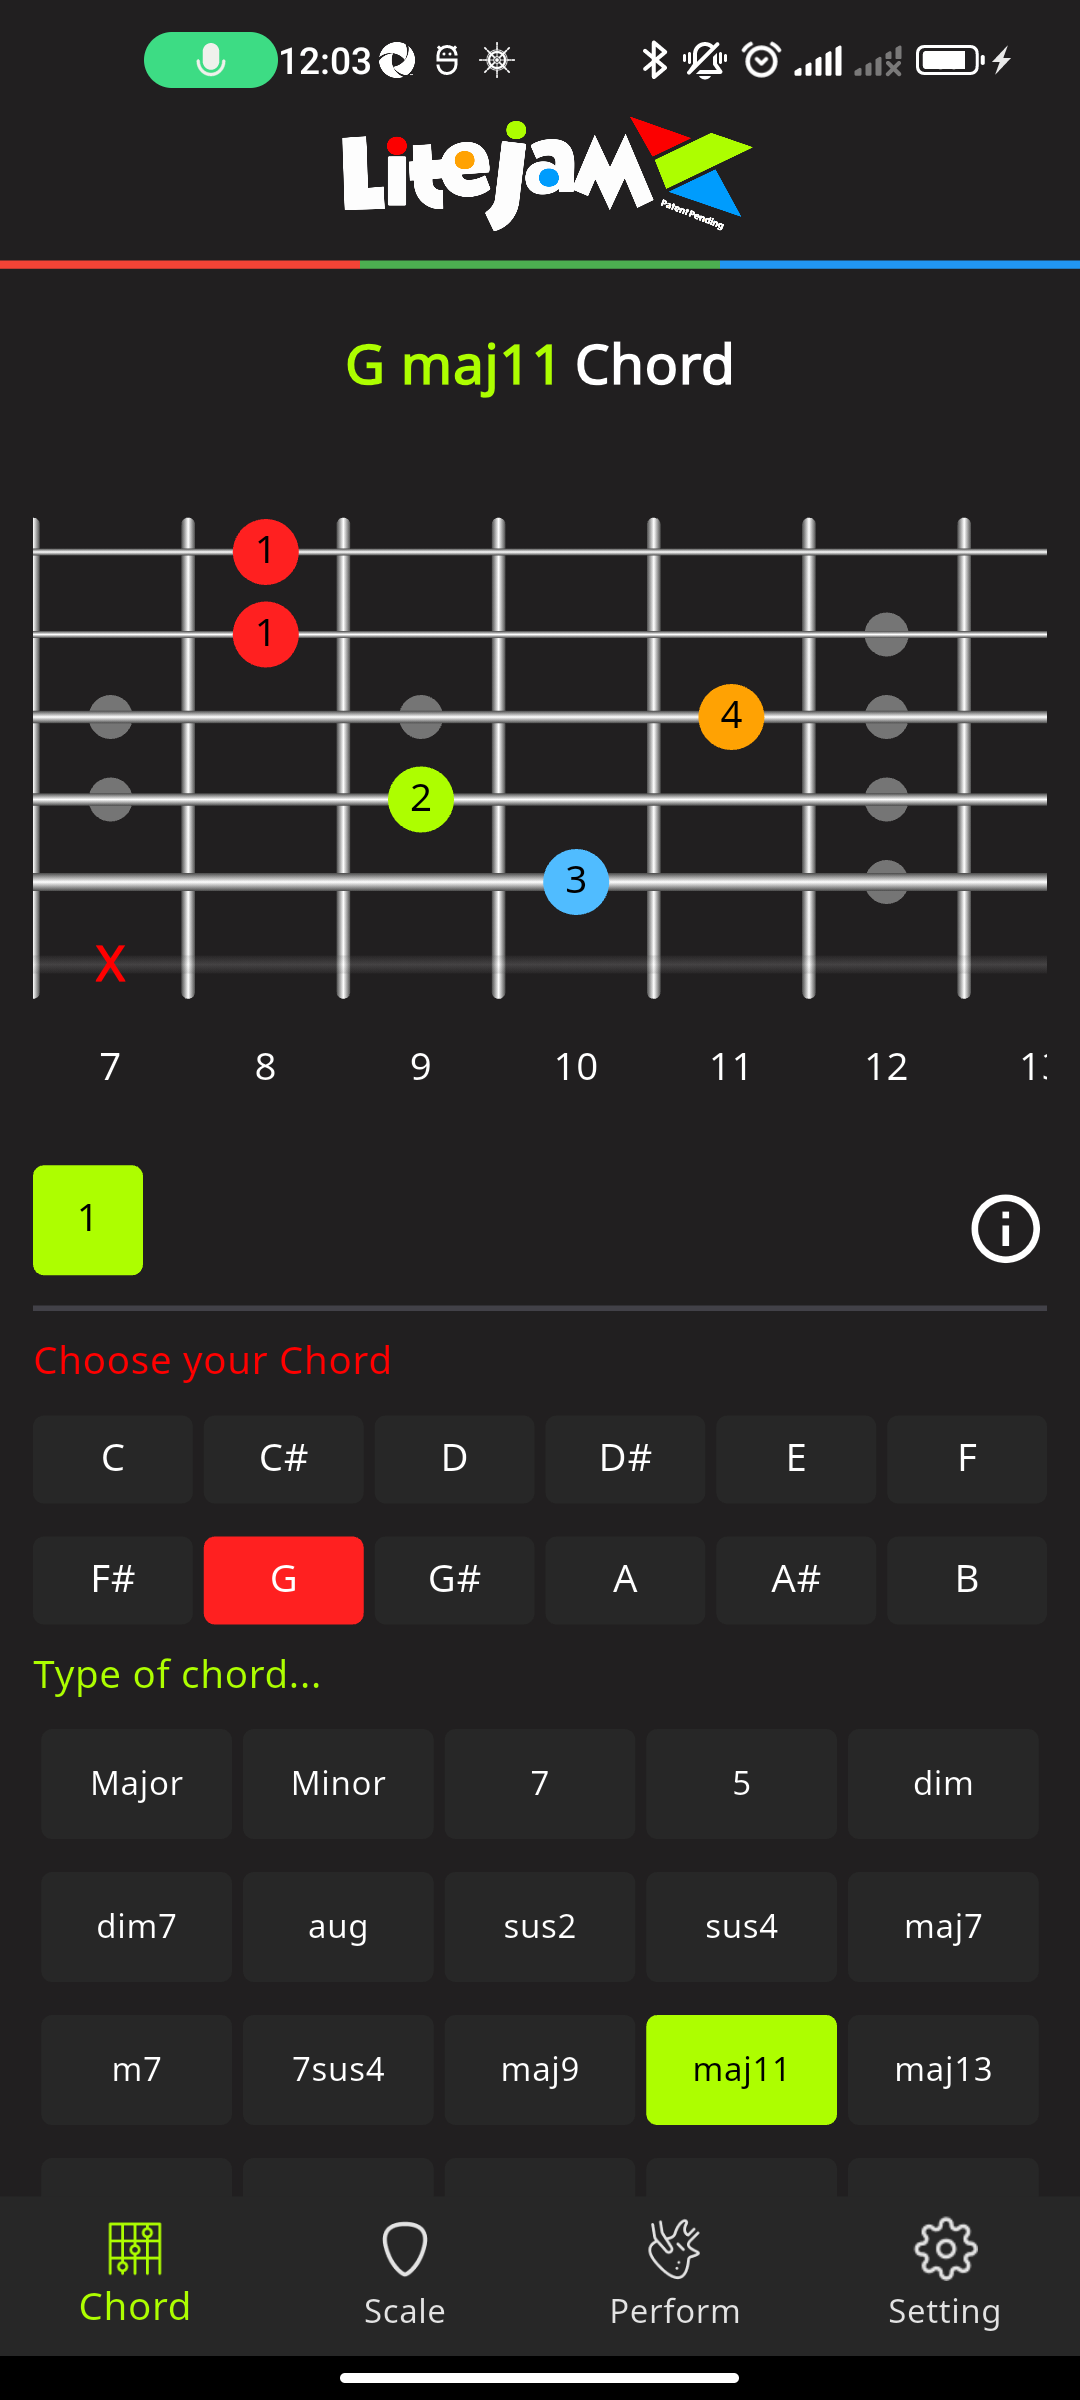 12:03
Litejam
Patent Pending
G maj11 Chord
1
1
4
2
3
X
7 8 9 10 11 12
1
Choose your Chord
C C# D D# E F
F# G G# A A# B
Type of chord...
Major Minor 7 5 dim
dim7 aug sus2 sus4 maj7
m7 7sus4 maj9 maj11 maj13
Chord Scale Perform Setting